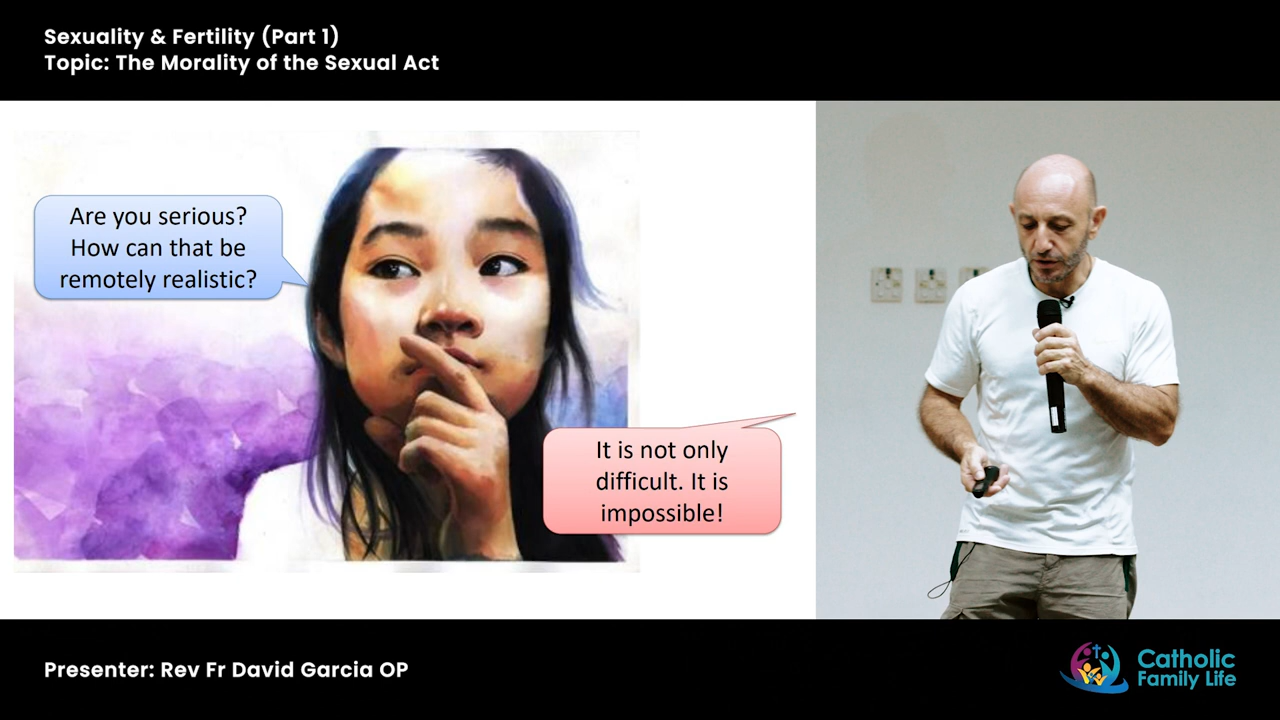 Sexuality & Fertility (Part 1)
Topic: The Morality of the Sexual Act
Are you serious?
How can that be
remotely realistic?
It is not only
difficult. It is
impossible!
Presenter: Rev Fr David Garcia OP
Catholic
Family Life